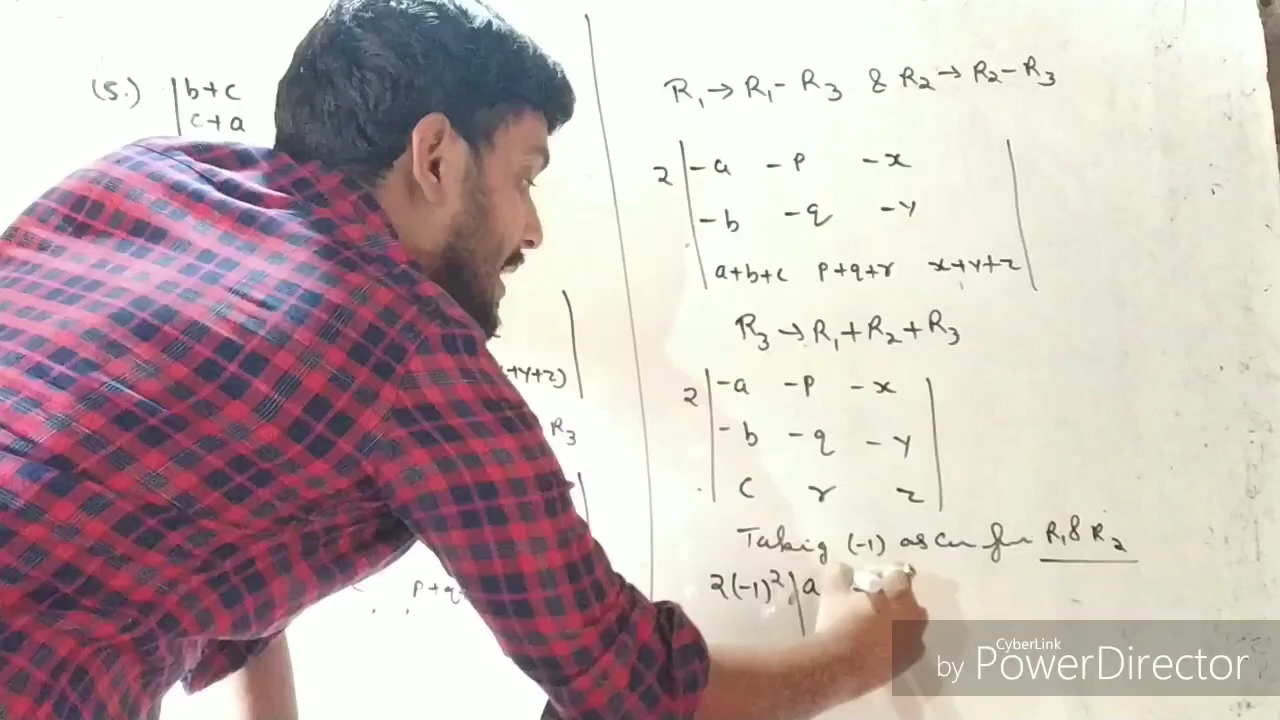 (5.) | b+c
c+a
+y+z) |
R3
p+q
R1 → R1 - R3 & R2 → R2 - R3
2 | -a -p -x |
-b -q -y
a+b+c p+q+r x+y+z
R3 → R1 + R2 + R3
2 | -a -p -x |
-b -q -y
c r z
Taking (-1) as cm for R1 & R2
2(-1)² | a
CyberLink
by PowerDirector